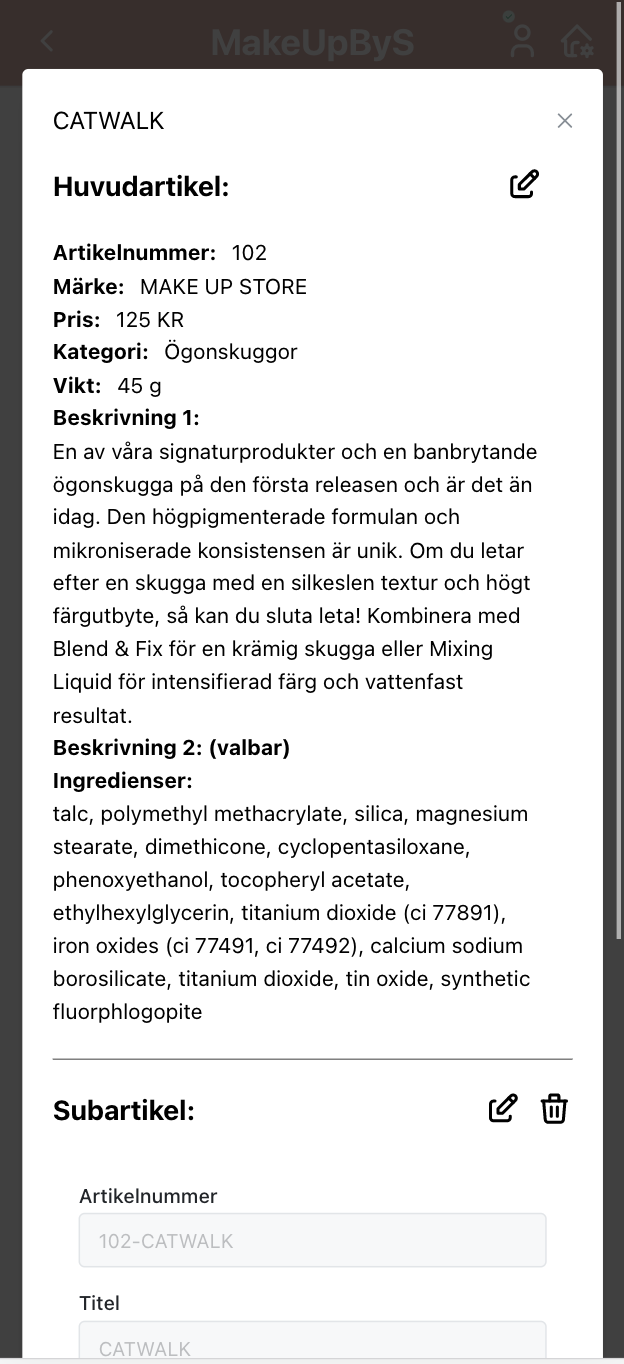 MakeUpByS
CATWALK
Huvudartikel:
Artikelnummer: 102
Märke: MAKE UP STORE
Pris: 125 KR
Kategori: Ögonskuggor
Vikt: 45 g
Beskrivning 1:
En av våra signaturprodukter och en banbrytande
ögonskugga på den första releasen och är det än
idag. Den högpigmenterade formulan och
mikroniserade konsistensen är unik. Om du letar
efter en skugga med en silkeslen textur och högt
färgutbyte, så kan du sluta leta! Kombinera med
Blend & Fix för en krämig skugga eller Mixing
Liquid för intensifierad färg och vattenfast
resultat.
Beskrivning 2: (valbar)
Ingredienser:
talc, polymethyl methacrylate, silica, magnesium
stearate, dimethicone, cyclopentasiloxane,
phenoxyethanol, tocopheryl acetate,
ethylhexylglycerin, titanium dioxide (ci 77891),
iron oxides (ci 77491, ci 77492), calcium sodium
borosilicate, titanium dioxide, tin oxide, synthetic
fluorphlogopite
Subartikel:
Artikelnummer
102-CATWALK
Titel
CATWALK